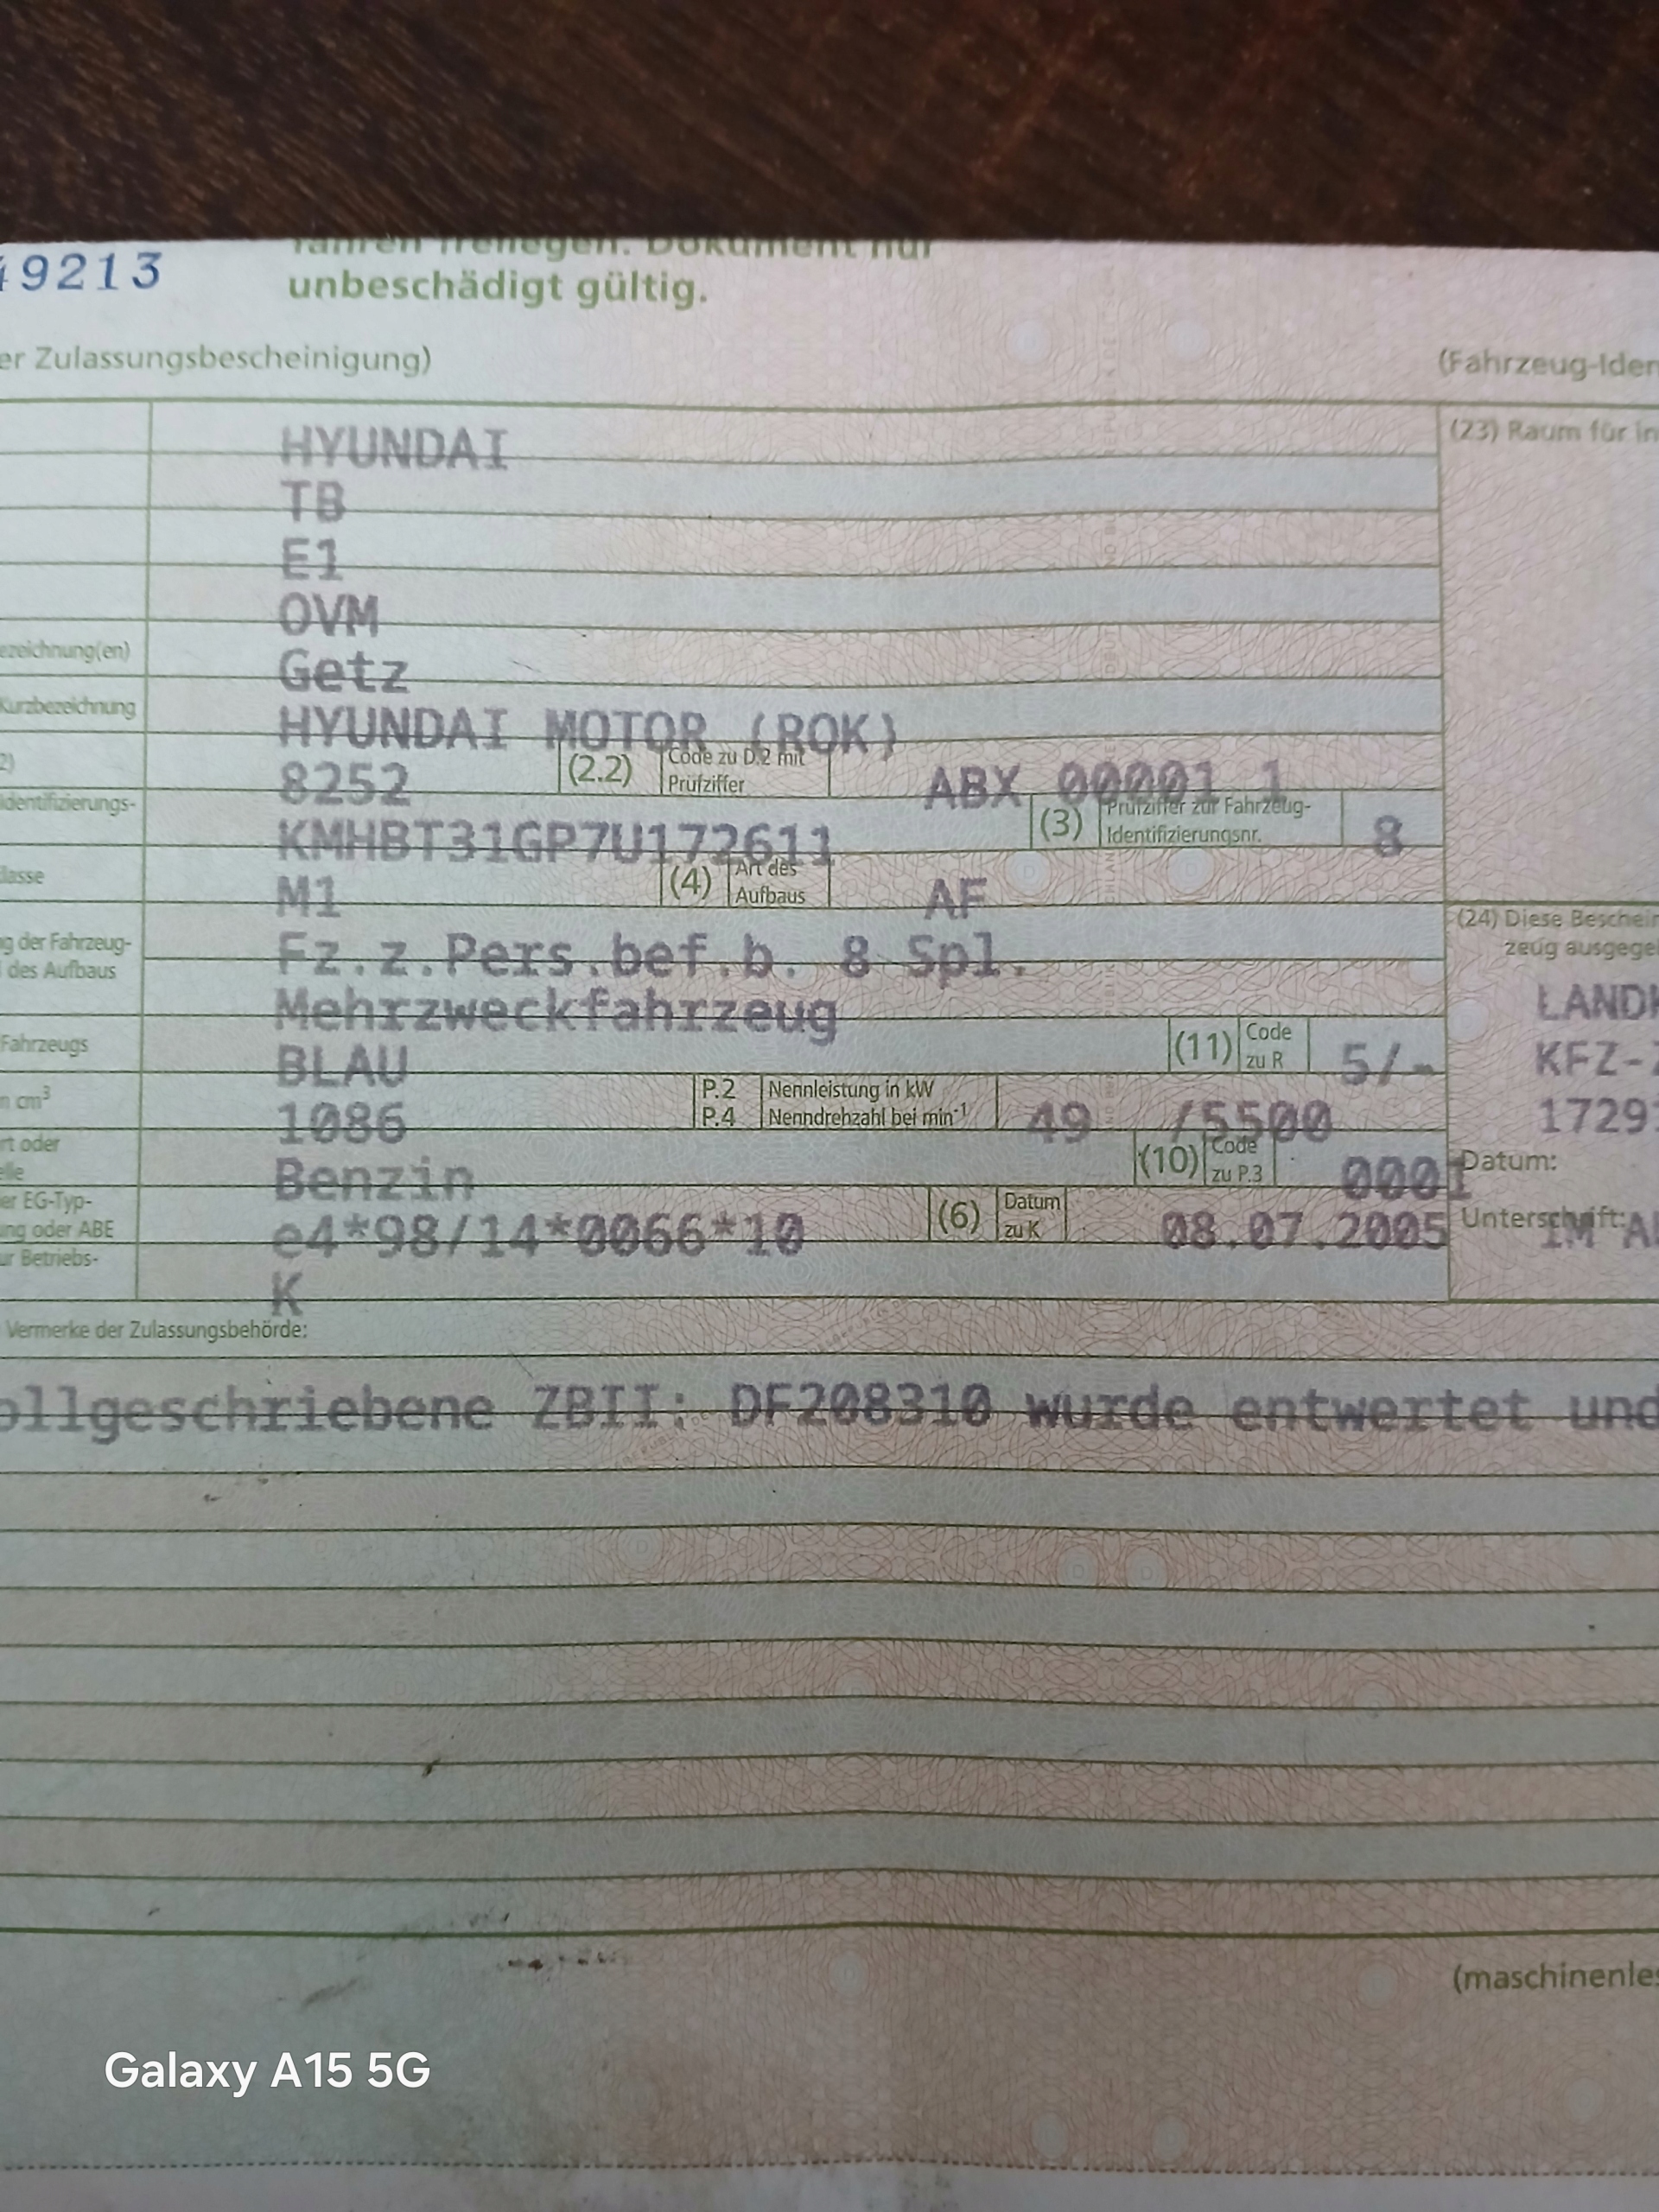 49213
unbeschädigt gültig.
er Zulassungsbescheinigung)
(Fahrzeug-Iden
HYUNDAI
(23) Raum für in
TB
E1
OVM
ezeichnung(en)
Getz
Kurzbezeichnung
HYUNDAI MOTOR (ROK)
2)
8252
(2.2) Code zu D.2 mit
Prüfziffer
ABX 00001 1
Identifizierungs-
KMHBT31GP7U172611
(3) Prüfziffer zur Fahrzeug-
Identifizierungsnr.
8
lasse
M1
(4) Art des
Aufbaus
AF
(24) Diese Beschein
zeug ausgege
g der Fahrzeug-
des Aufbaus
Fz.z.Pers.bef.b. 8 Spl.
Mehrzweckfahrzeug
LANDK
Fahrzeugs
BLAU
(11) Code
zu R
5/-
KFZ-Z
n cm³
1086
P.2 Nennleistung in kW
P.4 Nenndrehzahl bei min-1
49 /5500
1729
rt oder
elle
Benzin
(10) Code
zu P.3
0001
Datum:
er EG-Typ-
ung oder ABE
e4*98/14*0066*10
(6) Datum
zu K
08.07.2005
Unterschrift:
IM A
ur Betriebs-
K
Vermerke der Zulassungsbehörde:
ollgeschriebene ZBII: DF208310 wurde entwertet und
(maschinenles
Galaxy A15 5G